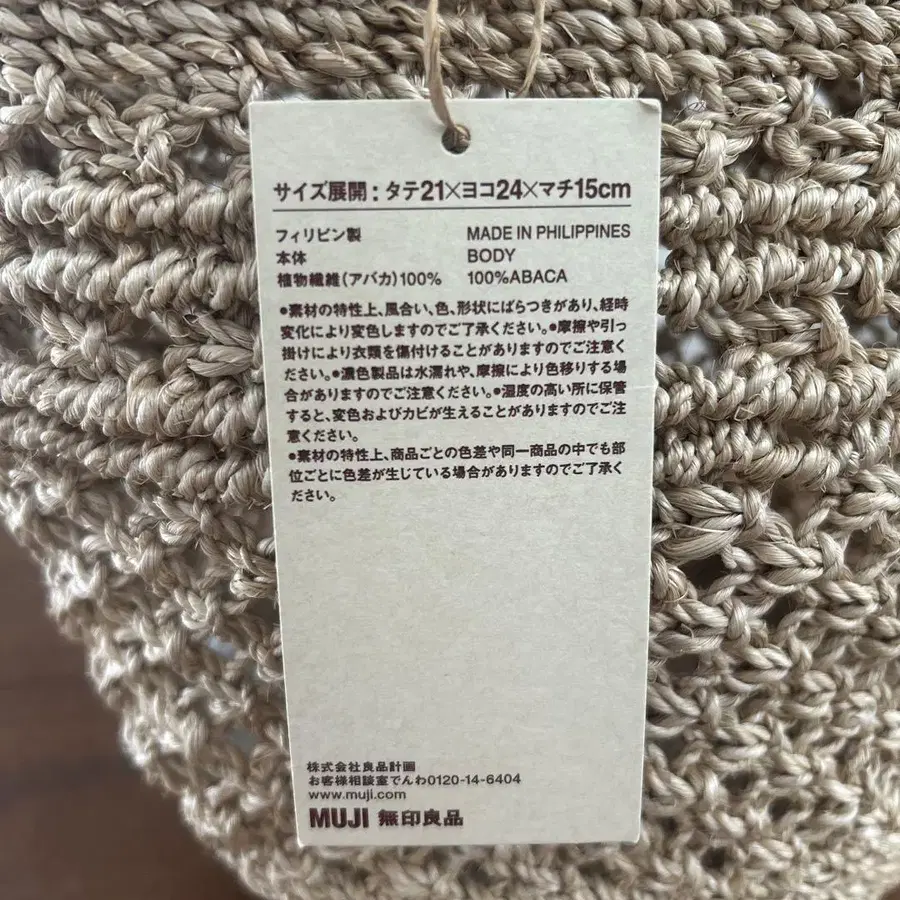 サイズ展開：タテ21×ヨコ24×マチ15cm
フィリピン製 MADE IN PHILIPPINES
本体 BODY
植物繊維（アバカ）100% 100%ABACA
●素材の特性上、風合い、色、形状にばらつきがあり、経時
変化により変色しますのでご了承ください。●摩擦や引っ
掛けにより衣類を傷付けることがありますのでご注意く
ださい。●濃色製品は水濡れや、摩擦により色移りする場
合がありますのでご注意ください。●湿度の高い所に保管
すると、変色およびカビが生えることがありますのでご注
意ください。
●素材の特性上、商品ごとの色差や同一商品の中でも部
位ごとに色差が生じている場合がありますのでご了承く
ださい。
株式会社良品計画
お客様相談室でんわ0120-14-6404
www.muji.com
MUJI 無印良品